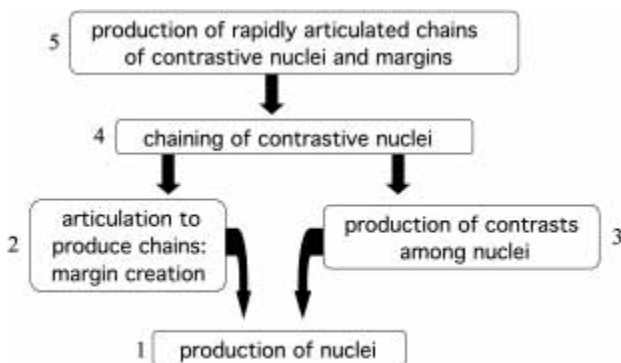 5
production of rapidly articulated chains
of contrastive nuclei and margins
4
chaining of contrastive nuclei
2
articulation to
produce chains:
margin creation
production of contrasts
among nuclei
3
1
production of nuclei